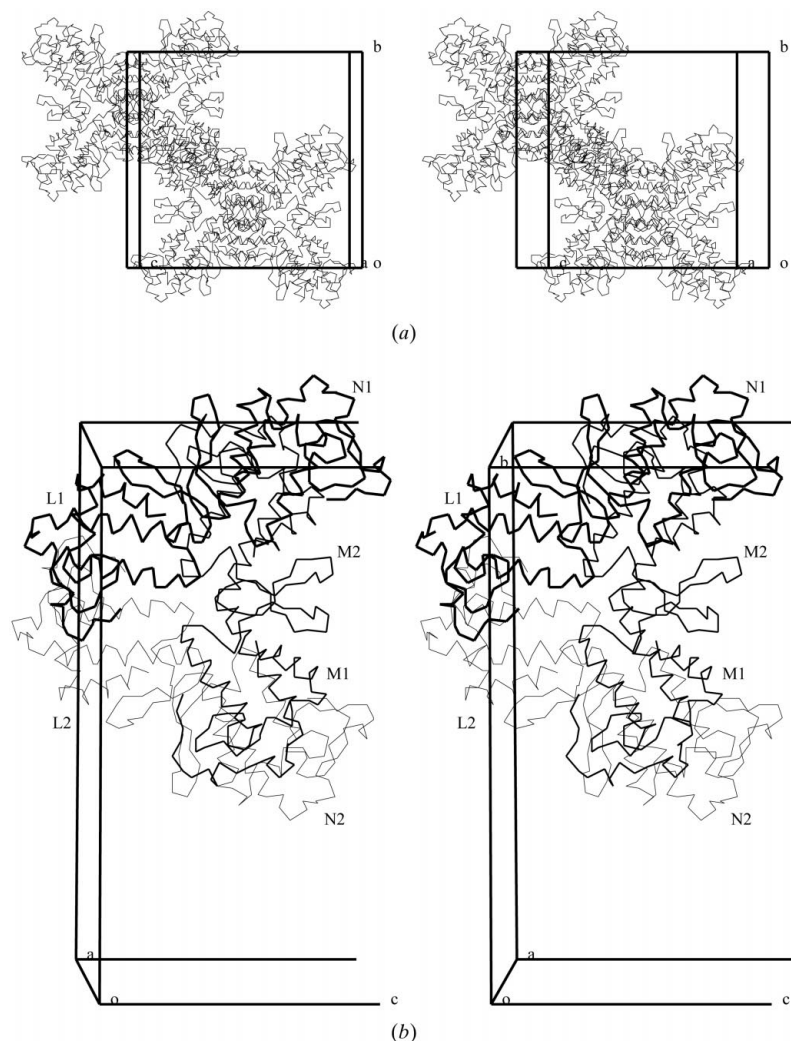 b b
c a o c a o
(a)
N1 N1
b b
L1 L1
M2 M2
M1 M1
L2 L2
N2 N2
a a
o c o c
(b)